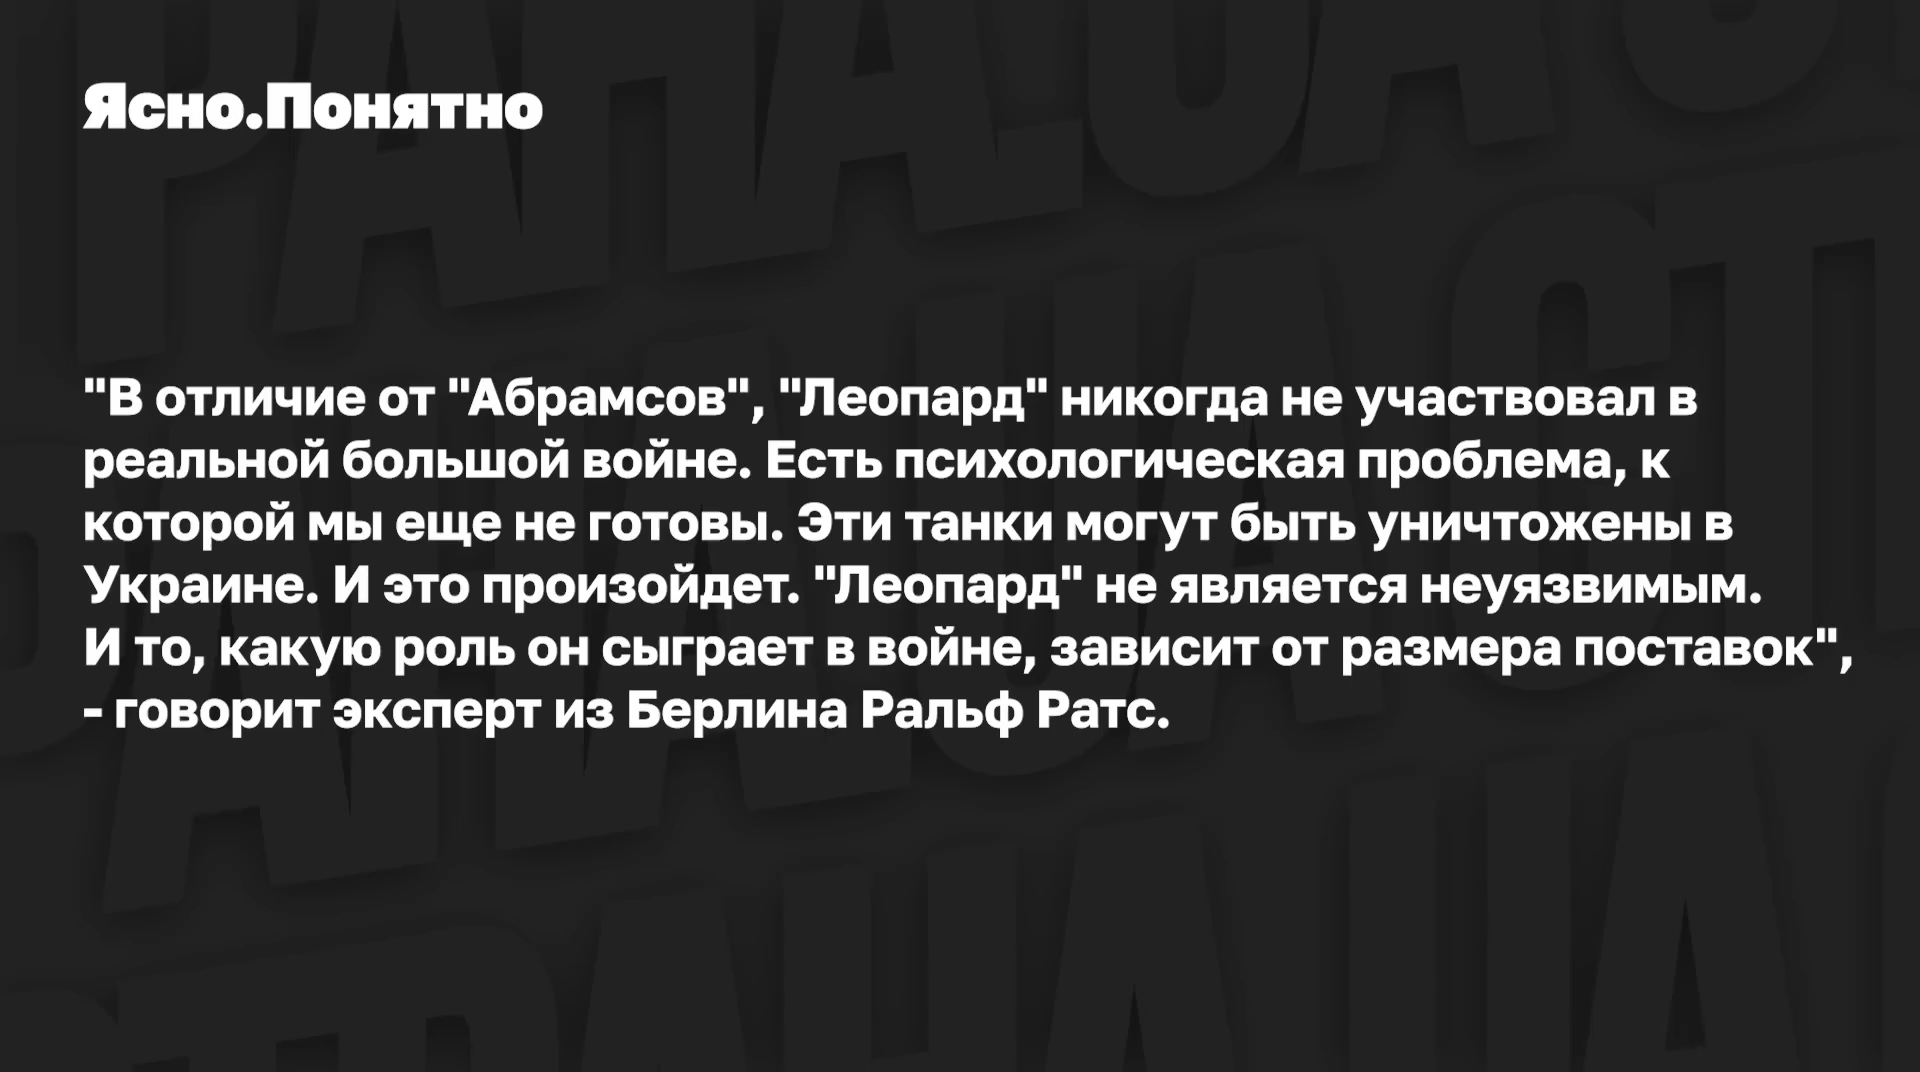 Ясно.Понятно
"В отличие от "Абрамсов", "Леопард" никогда не участвовал в
реальной большой войне. Есть психологическая проблема, к
которой мы еще не готовы. Эти танки могут быть уничтожены в
Украине. И это произойдет. "Леопард" не является неуязвимым.
И то, какую роль он сыграет в войне, зависит от размера поставок",
- говорит эксперт из Берлина Ральф Ратс.